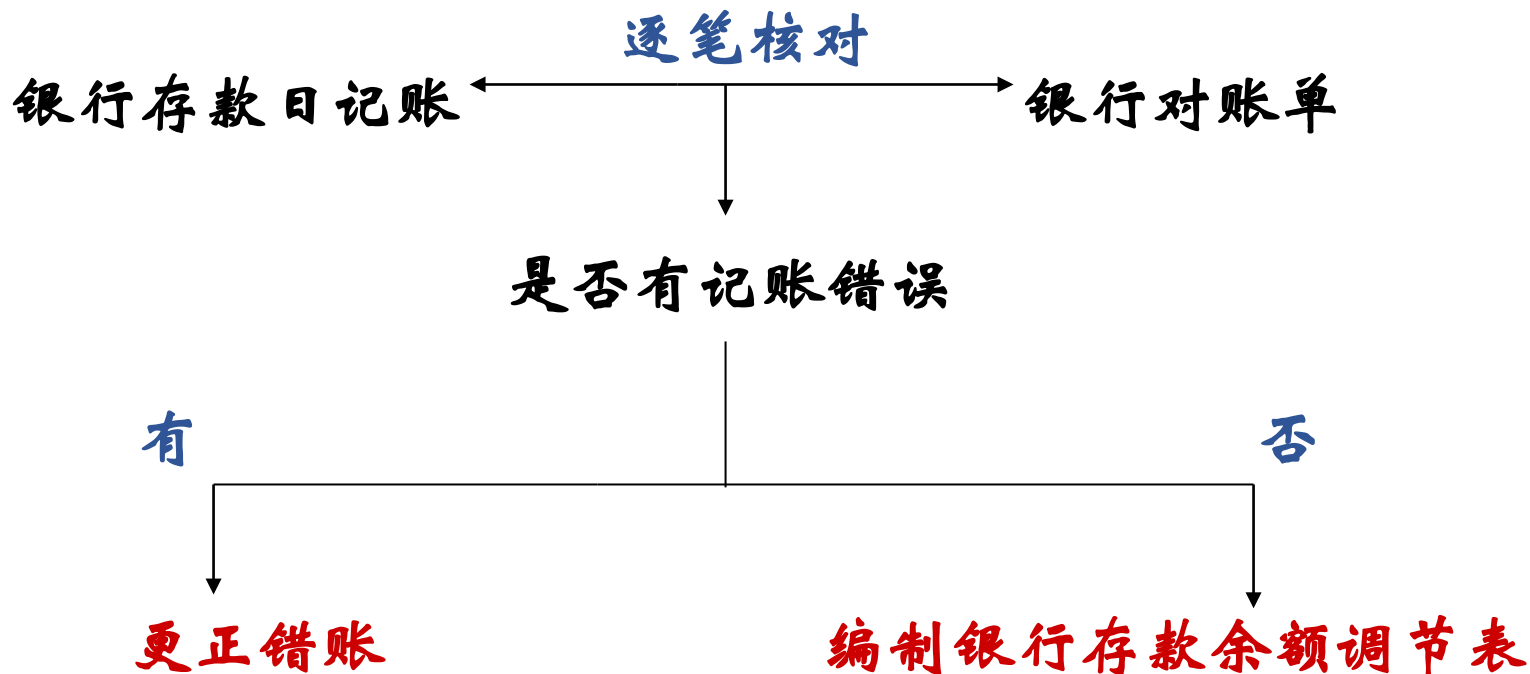 逐笔核对
银行存款日记账
银行对账单
是否有记账错误
有
否
更正错账
编制银行存款余额调节表